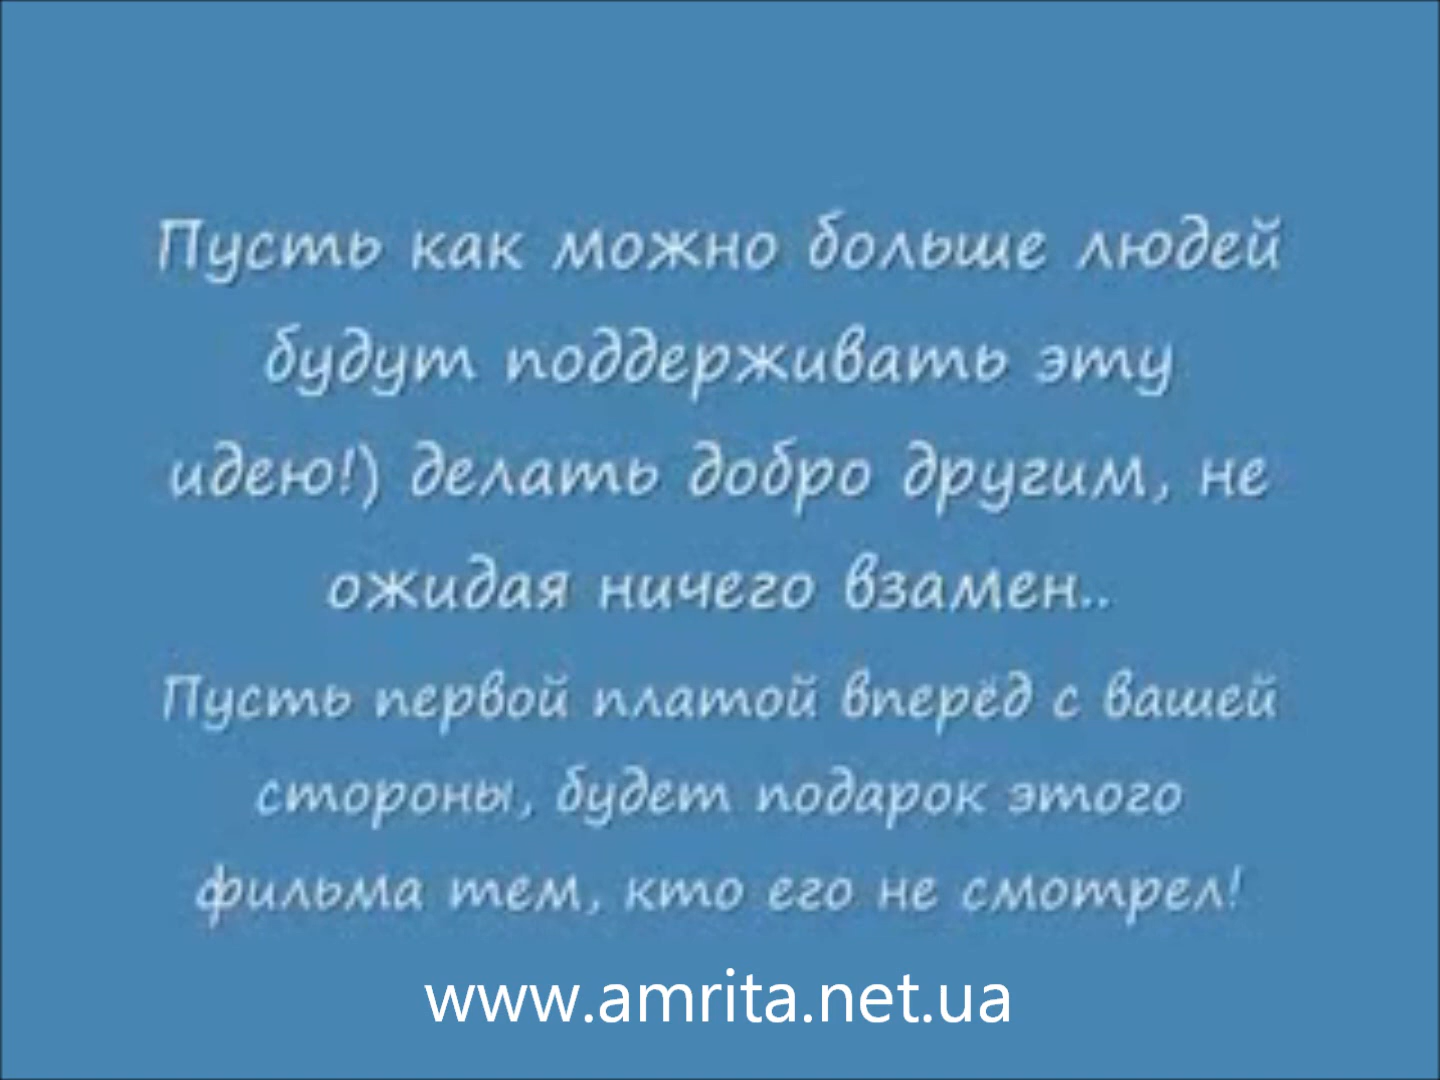 Пусть как можно больше людей
будут поддерживать эту
идею!) делать добро другим, не
ожидая ничего взамен..
Пусть первой платой вперёд с вашей
стороны, будет подарок этого
фильма тем, кто его не смотрел!
www.amrita.net.ua